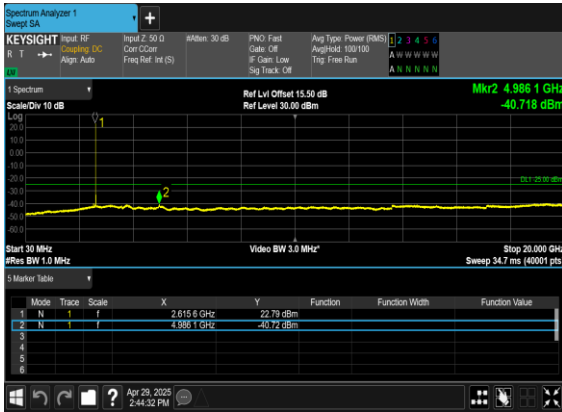 Spectrum Analyzer 1
Swept SA
KEYSIGHT Input: RF Input Z: 50 Ω #Atten: 30 dB PNO: Fast Avg Type: Power (RMS) 1 2 3 4 5 6
R T Coupling: DC Corr CCorr Gate: Off Avg|Hold: 100/100 A W W W W W
Align: Auto Freq Ref: Int (S) IF Gain: Low Trig: Free Run
LXI Sig Track: Off A N N N N N
1 Spectrum Ref Lvl Offset 15.50 dB Mkr2 4.986 1 GHz
Scale/Div 10 dB Ref Level 30.00 dBm -40.718 dBm
Log
20.0
10.0
0.00
-10.0
-20.0
-30.0
-40.0
-50.0
-60.0
1
2
DL1 -25.00 dBm
Start 30 MHz Video BW 3.0 MHz* Stop 20.000 GHz
#Res BW 1.0 MHz Sweep 34.7 ms (40001 pts)
5 Marker Table
Mode Trace Scale X Y Function Function Width Function Value
1 N 1 f 2.615 6 GHz 22.79 dBm
2 N 1 f 4.986 1 GHz -40.72 dBm
3
4
5
6
? Apr 29, 2025
2:44:32 PM